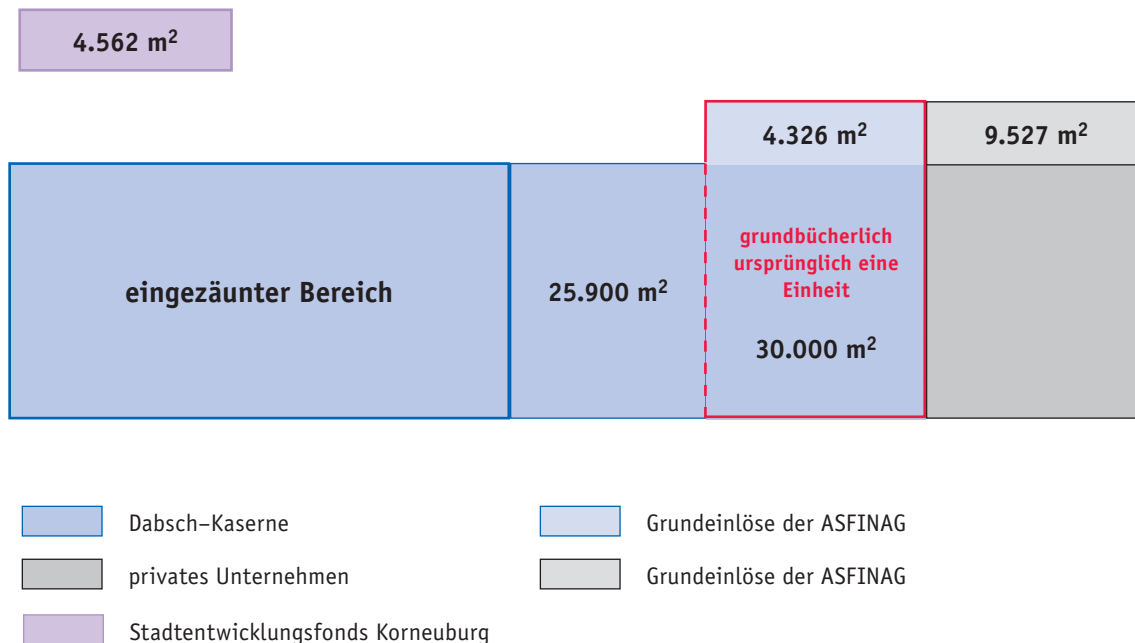 4.562 m²
4.326 m²
9.527 m²
grundbücherlich
ursprünglich eine
Einheit
eingezäunter Bereich
25.900 m²
30.000 m²
Dabsch–Kaserne
Grundeinlöse der ASFINAG
privates Unternehmen
Grundeinlöse der ASFINAG
Stadtentwicklungsfonds Korneuburg